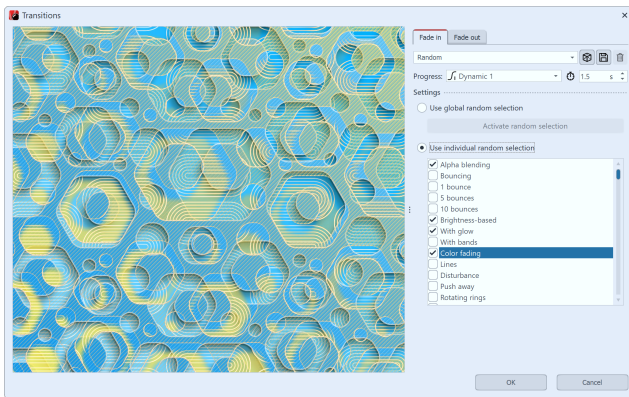 Transitions
Fade in Fade out
Random
Progress: Dynamic 1 1.5 s
Settings
Use global random selection
Activate random selection
Use individual random selection
Alpha blending
Bouncing
1 bounce
5 bounces
10 bounces
Brightness-based
With glow
With bands
Color fading
Lines
Disturbance
Push away
Rotating rings
OK Cancel